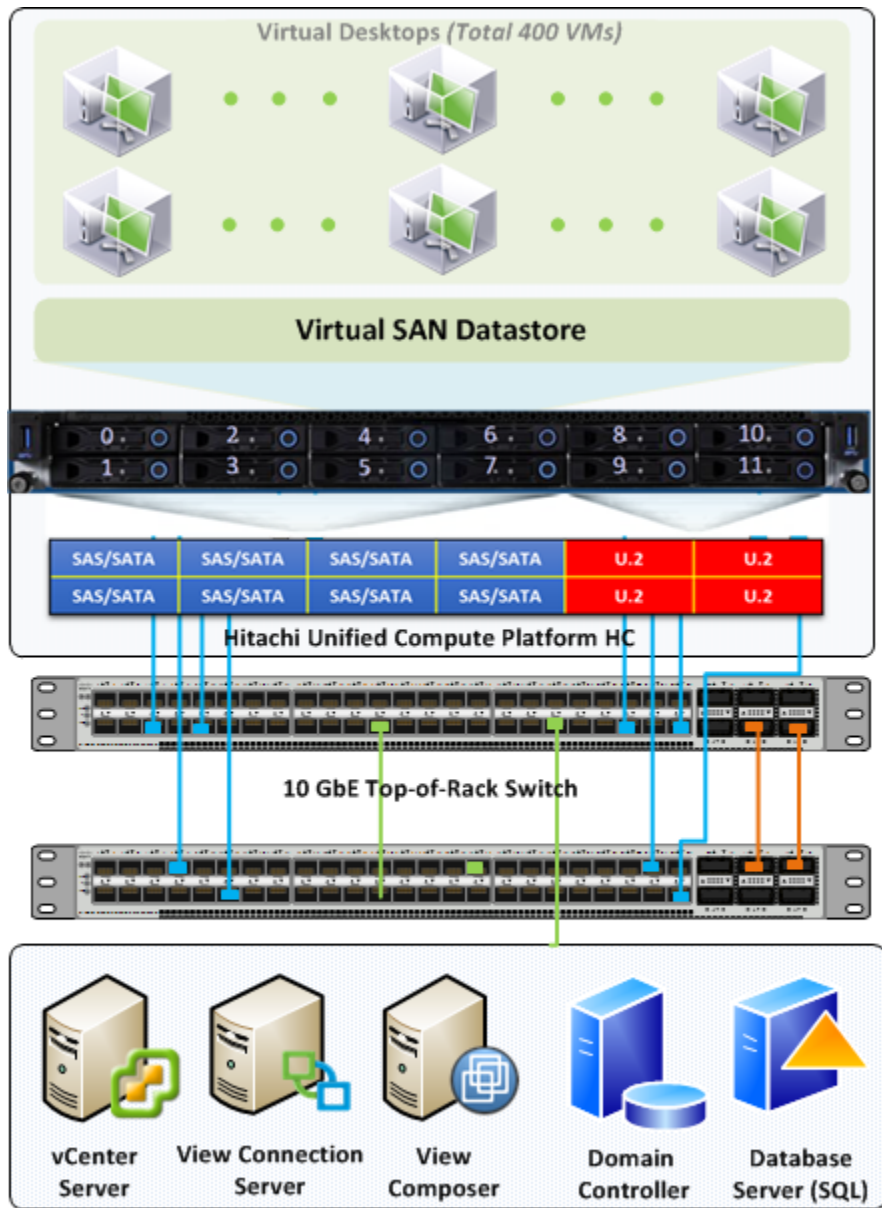 Virtual Desktops (Total 400 VMs)
Virtual SAN Datastore
0 2 4 6 8 10
1 3 5 7 9 11
SAS/SATA SAS/SATA SAS/SATA SAS/SATA U.2 U.2
SAS/SATA SAS/SATA SAS/SATA SAS/SATA U.2 U.2
Hitachi Unified Compute Platform HC
10 GbE Top-of-Rack Switch
vCenter
Server
View Connection
Server
View
Composer
Domain
Controller
Database
Server (SQL)